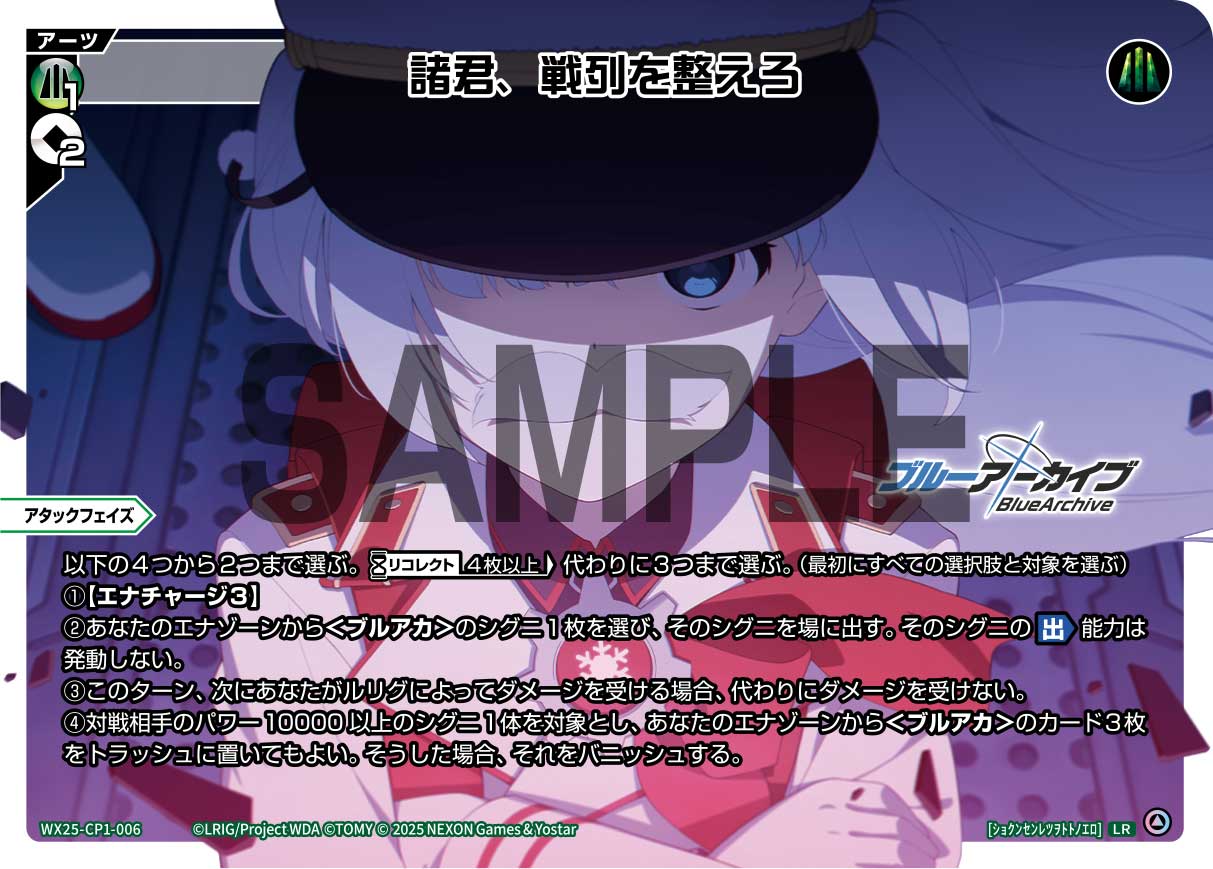 アーツ
諸君、戦列を整えろ
1
2
SAMPLE
ブルーアーカイブ
BlueArchive
アタックフェイズ
以下の4つから2つまで選ぶ。リコレクト 4枚以上 代わりに3つまで選ぶ。(最初にすべての選択肢と対象を選ぶ)
①【エナチャージ3】
②あなたのエナゾーンから<ブルアカ>のシグニ1枚を選び、そのシグニを場に出す。そのシグニの 出 能力は
発動しない。
③このターン、次にあなたがルリグによってダメージを受ける場合、代わりにダメージを受けない。
④対戦相手のパワー10000以上のシグニ1体を対象とし、あなたのエナゾーンから<ブルアカ>のカード3枚
をトラッシュに置いてもよい。そうした場合、それをバニッシュする。
WX25-CP1-006 ©LRIG/Project WDA ©TOMY © 2025 NEXON Games & Yostar [ショクンセンレツヲトトノエロ] LR